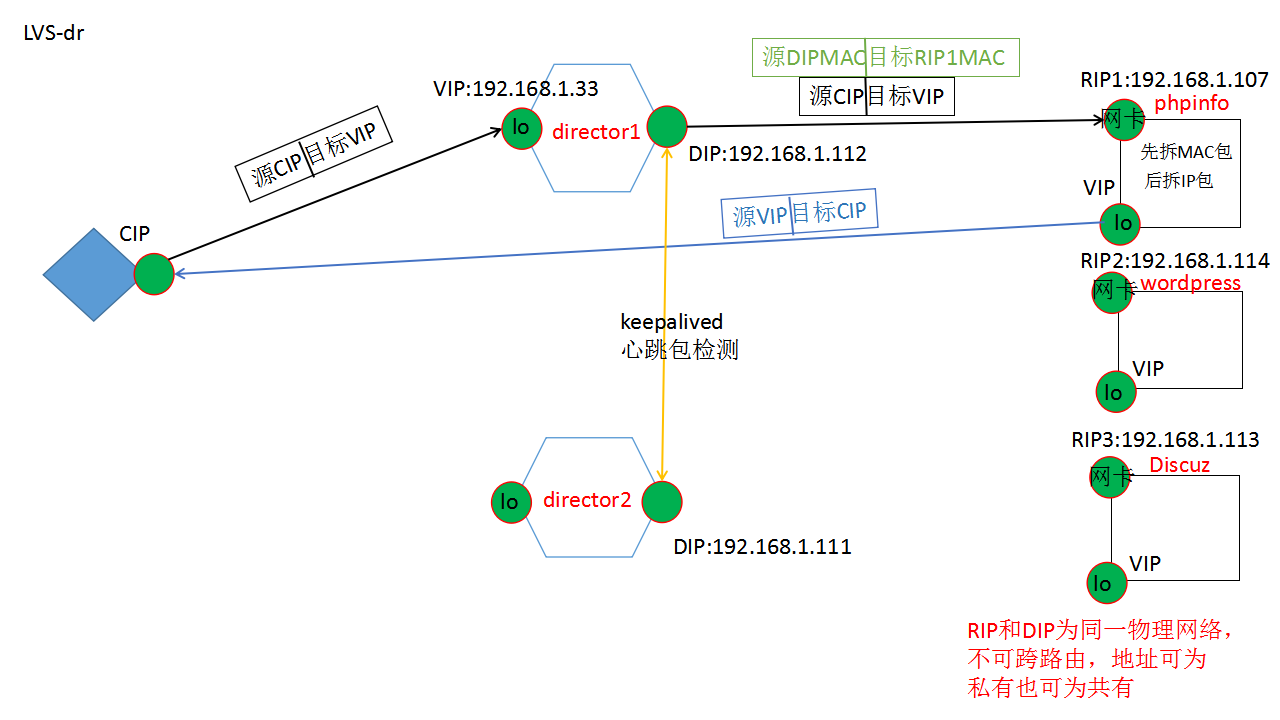 LVS-dr
源DIPMAC目标RIP1MAC
源CIP目标VIP
VIP:192.168.1.33
lo
director1
DIP:192.168.1.112
源CIP目标VIP
RIP1:192.168.1.107
phpinfo
网卡
先拆MAC包
后拆IP包
VIP
lo
源VIP目标CIP
CIP
RIP2:192.168.1.114
wordpress
网卡
VIP
lo
keepalived
心跳包检测
RIP3:192.168.1.113
Discuz
网卡
VIP
lo
lo
director2
DIP:192.168.1.111
RIP和DIP为同一物理网络，
不可跨路由，地址可为
私有也可为共有